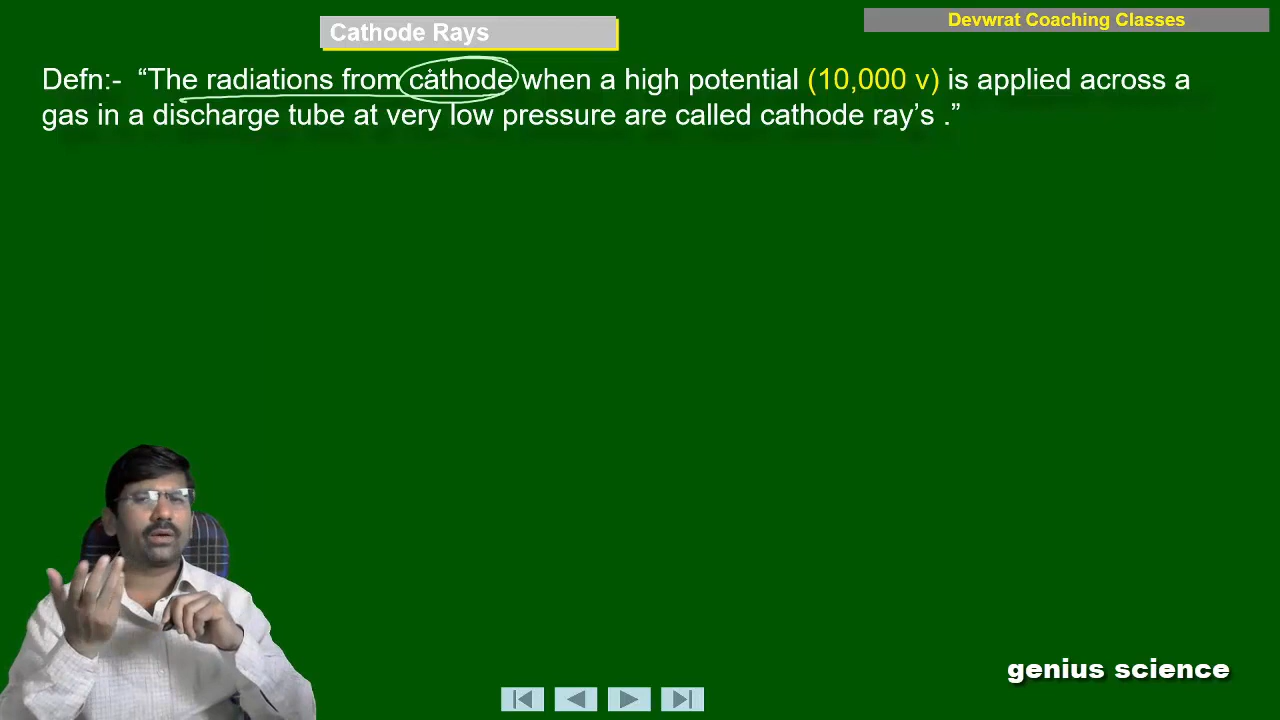 Cathode Rays
Devwrat Coaching Classes
Defn:- “The radiations from cathode when a high potential (10,000 v) is applied across a
gas in a discharge tube at very low pressure are called cathode ray’s .”
genius science